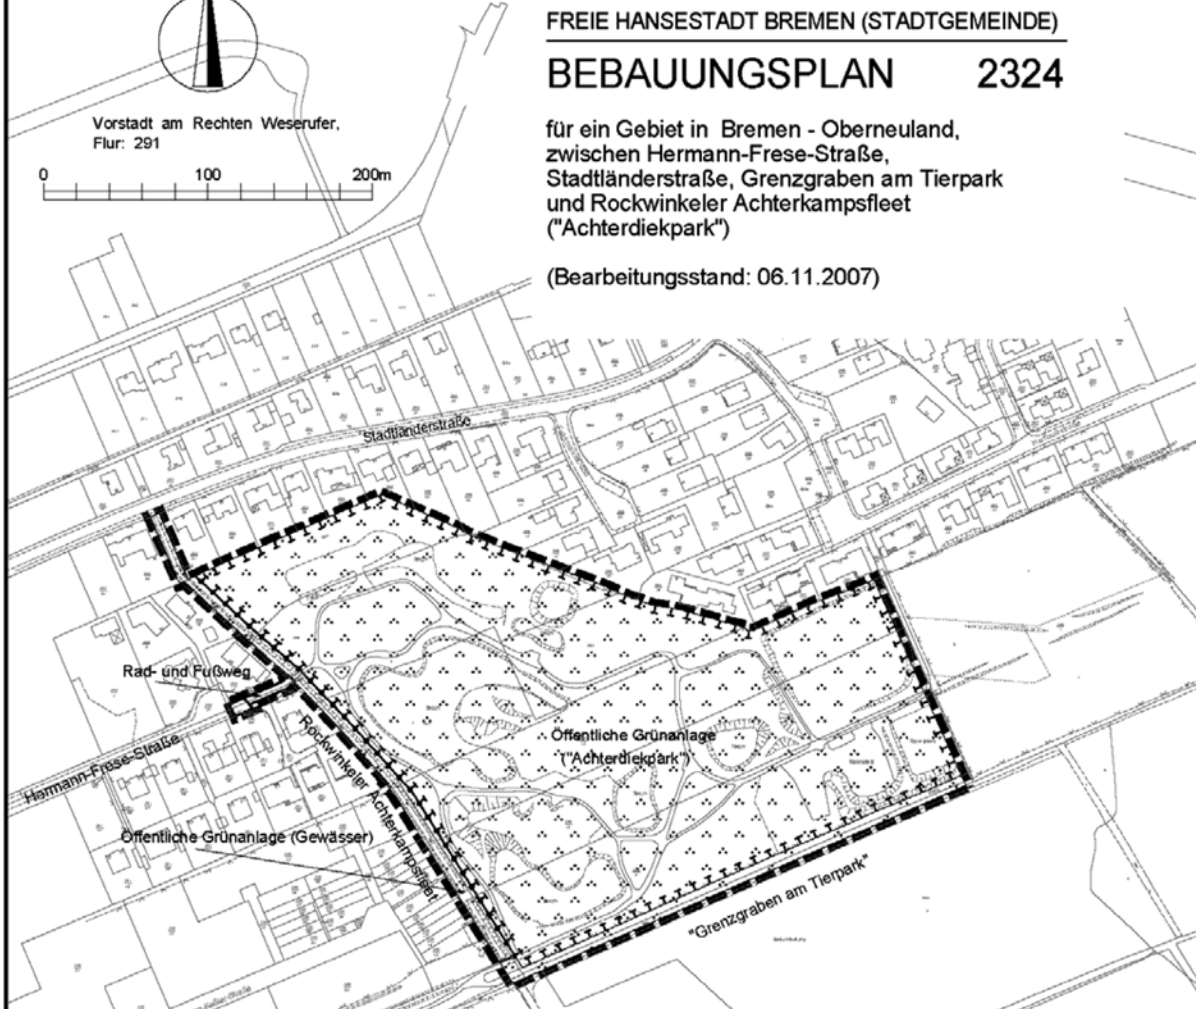 FREIE HANSESTADT BREMEN (STADTGEMEINDE)
BEBAUUNGSPLAN 2324
für ein Gebiet in Bremen - Oberneuland,
zwischen Hermann-Frese-Straße,
Stadtländerstraße, Grenzgraben am Tierpark
und Rockwinkeler Achterkampsfleet
("Achterdiekpark")
(Bearbeitungsstand: 06.11.2007)
Vorstadt am Rechten Weserufer,
Flur: 291
0 100 200m
Stadtländerstraße
Rad- und Fußweg
Hermann-Frese-Straße
Rockwinkeler Achterkampsfleet
Öffentliche Grünanlage
("Achterdiekpark")
Öffentliche Grünanlage (Gewässer)
"Grenzgraben am Tierpark"